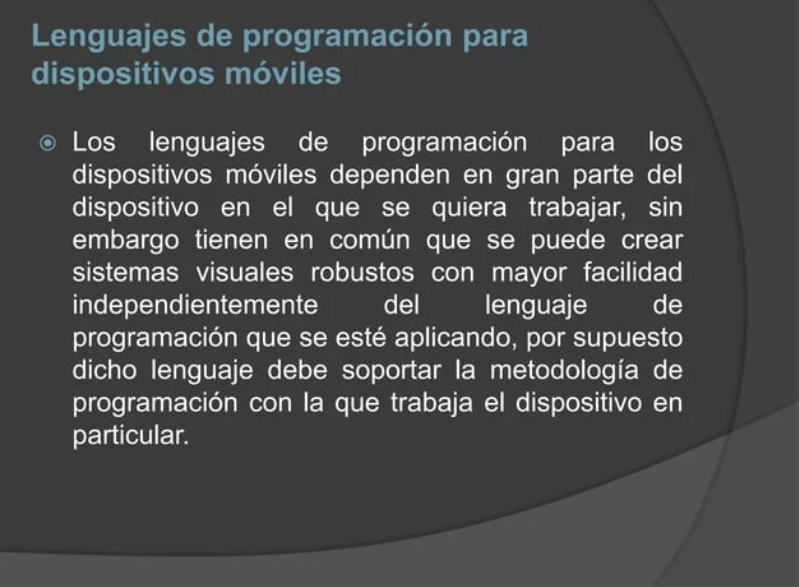 Lenguajes de programación para
dispositivos móviles
Los lenguajes de programación para los
dispositivos móviles dependen en gran parte del
dispositivo en el que se quiera trabajar, sin
embargo tienen en común que se puede crear
sistemas visuales robustos con mayor facilidad
independientemente del lenguaje de
programación que se esté aplicando, por supuesto
dicho lenguaje debe soportar la metodología de
programación con la que trabaja el dispositivo en
particular.